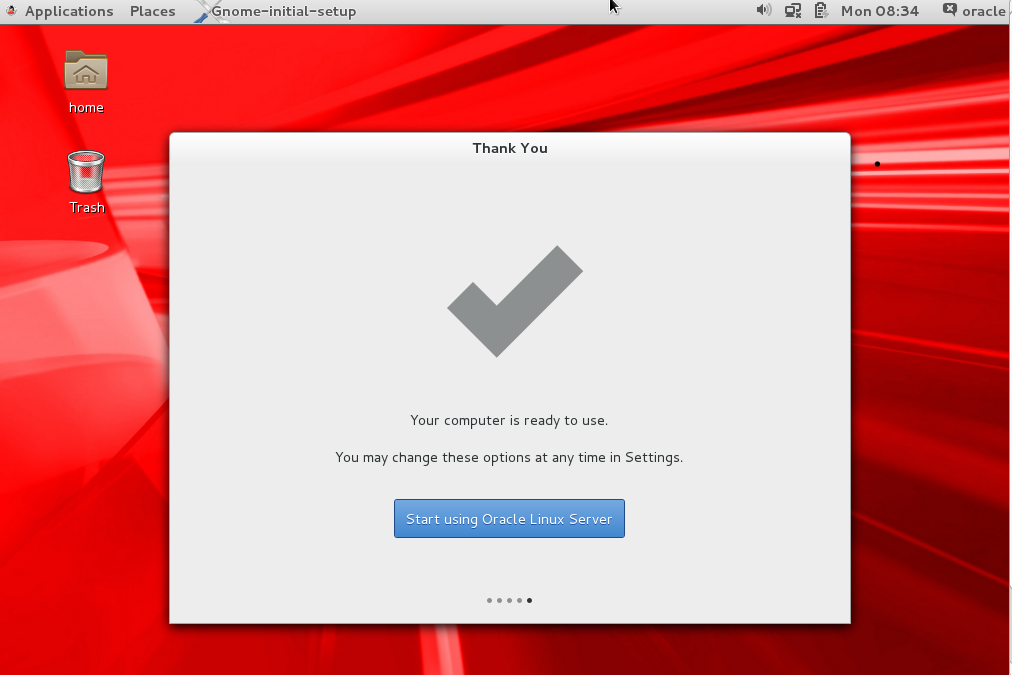 Applications Places Gnome-initial-setup Mon 08:34 oracle
home
Trash
Thank You
Your computer is ready to use.
You may change these options at any time in Settings.
Start using Oracle Linux Server